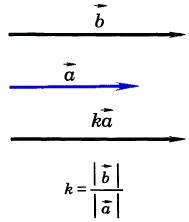 b⃗
a⃗
ka⃗
k = |b⃗| / |a⃗|